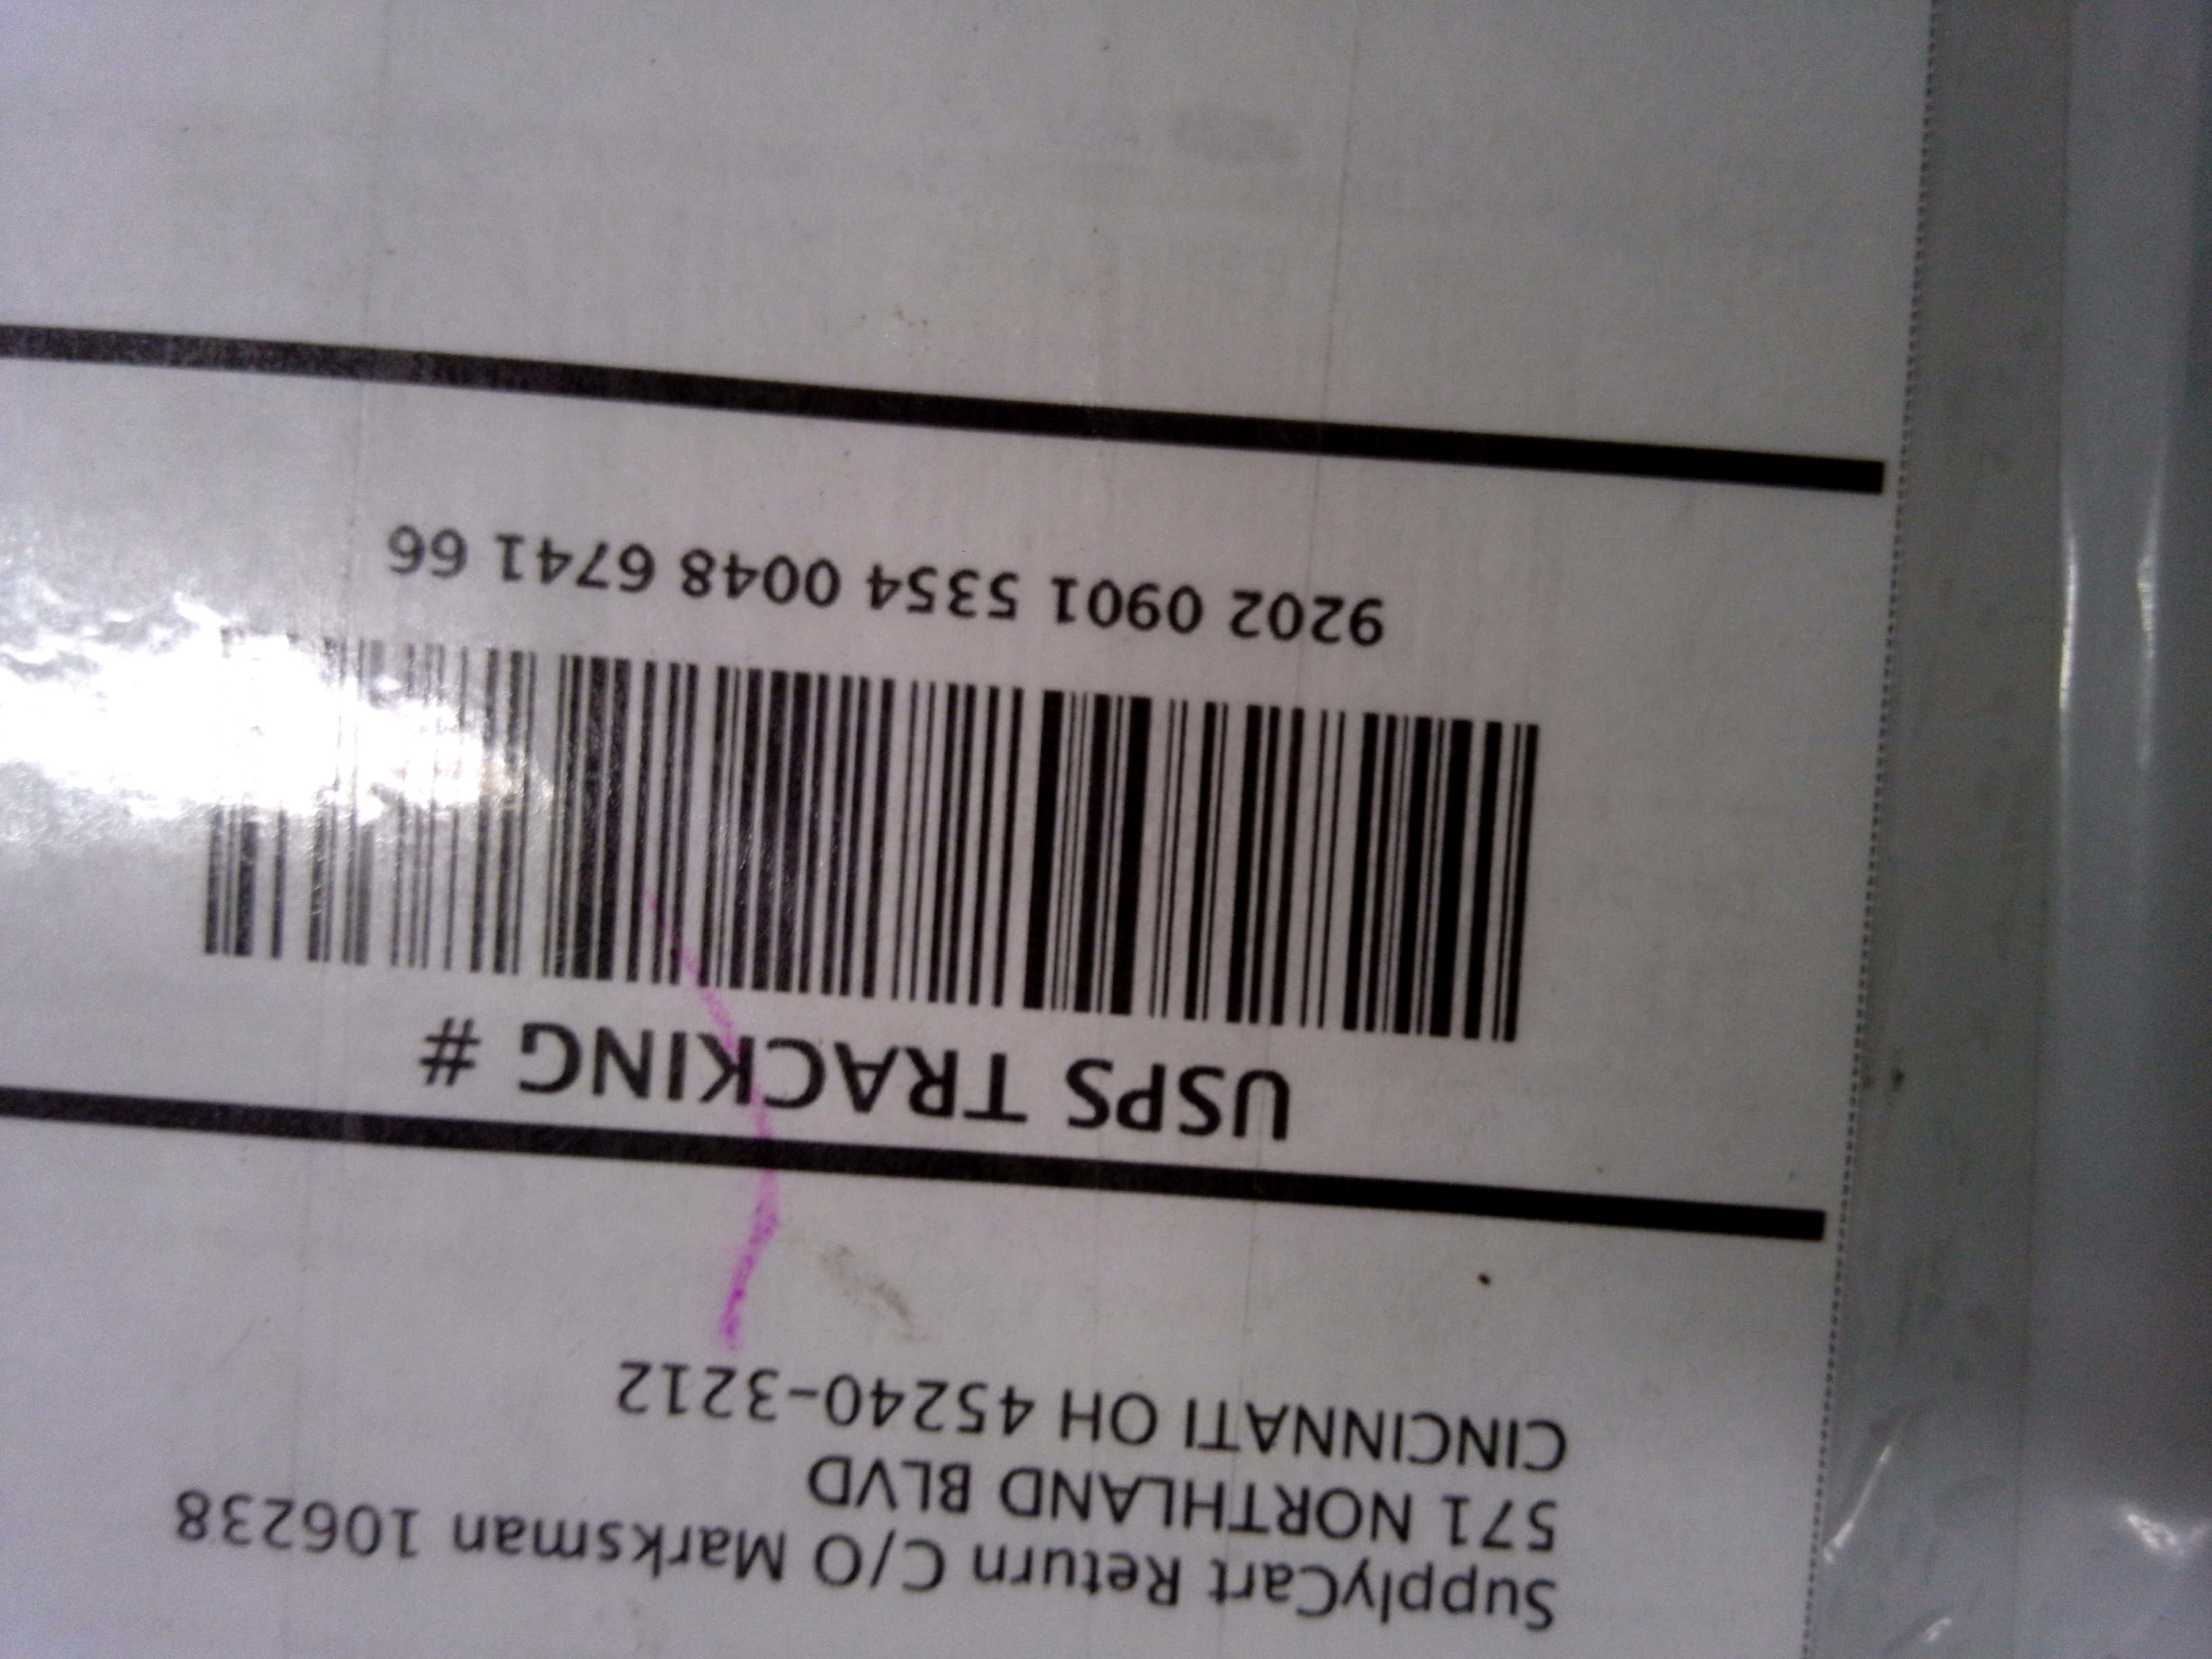 SupplyCart Return C/O Marksman 106238
571 NORTHLAND BLVD
CINCINNATI OH 45240-3212
USPS TRACKING #
9202 0901 5354 0048 6741 66